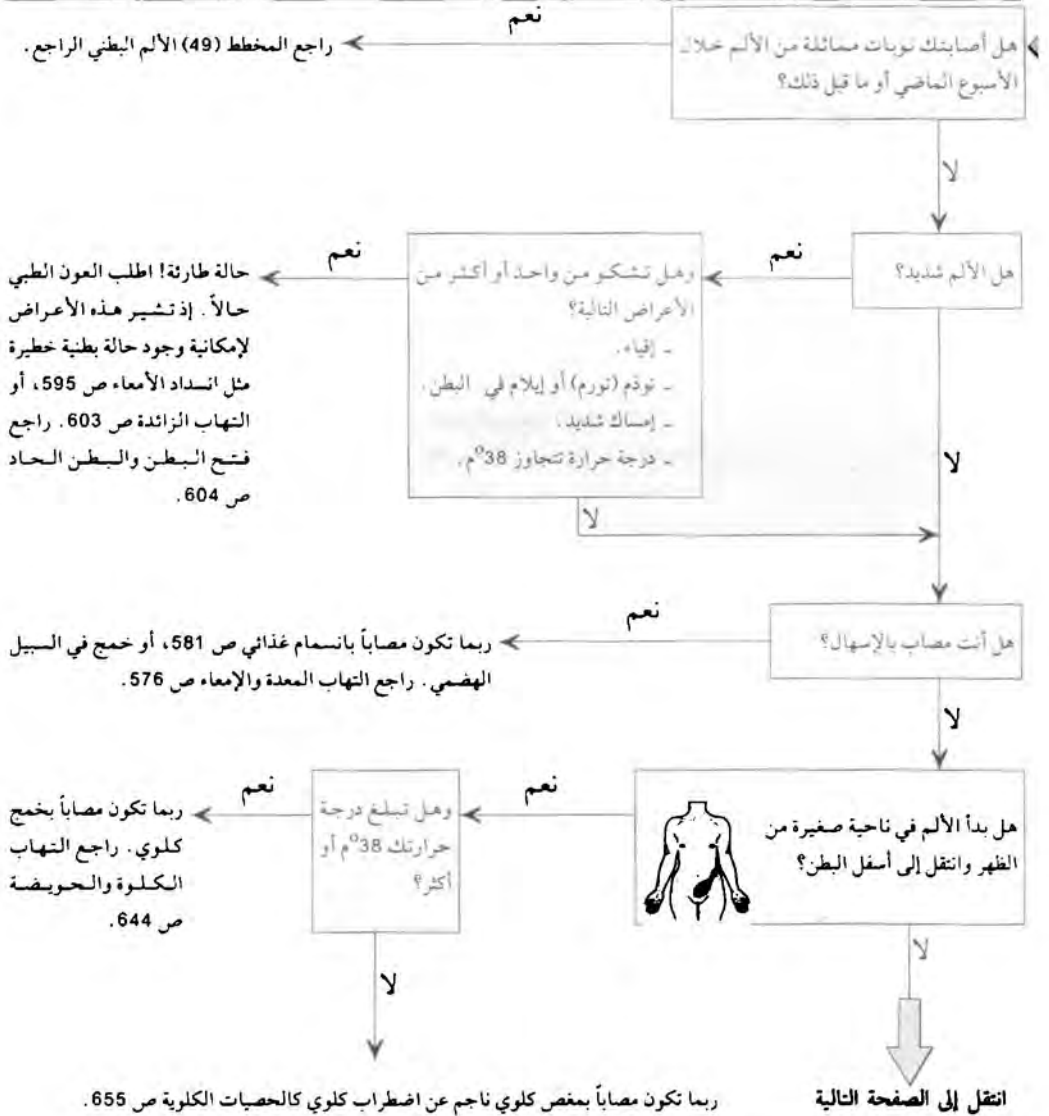 هل أصابتك نوبات مماثلة من الألم خلال
الأسبوع الماضي أو ما قبل ذلك؟
نعم
راجع المخطط (49) الألم البطني الراجع.
لا
هل الألم شديد؟
نعم
وهل تشكو من واحد أو أكثر من
الأعراض التالية؟
- إقياء.
- توذم (تورم) أو إيلام في البطن.
- إمساك شديد.
- درجة حرارة تتجاوز 38°م.
نعم
حالة طارئة! اطلب العون الطبي
حالاً. إذ تشير هذه الأعراض
لإمكانية وجود حالة بطنية خطيرة
مثل انسداد الأمعاء ص 595، أو
التهاب الزائدة ص 603. راجع
فتح البطن والبطن الحاد
ص 604.
لا
لا
هل أنت مصاب بالإسهال؟
نعم
ربما تكون مصاباً بانسمام غذائي ص 581، أو خمج في السبيل
الهضمي. راجع التهاب المعدة والإمعاء ص 576.
لا
هل بدأ الألم في ناحية صغيرة من
الظهر وانتقل إلى أسفل البطن؟
نعم
وهل تبلغ درجة
حرارتك 38°م أو
أكثر؟
نعم
ربما تكون مصاباً بخمج
كلوي. راجع التهاب
الكلوة والحويضة
ص 644.
لا
لا
انتقل إلى الصفحة التالية
ربما تكون مصاباً بمغص كلوي ناجم عن اضطراب كلوي كالحصيات الكلوية ص 655.